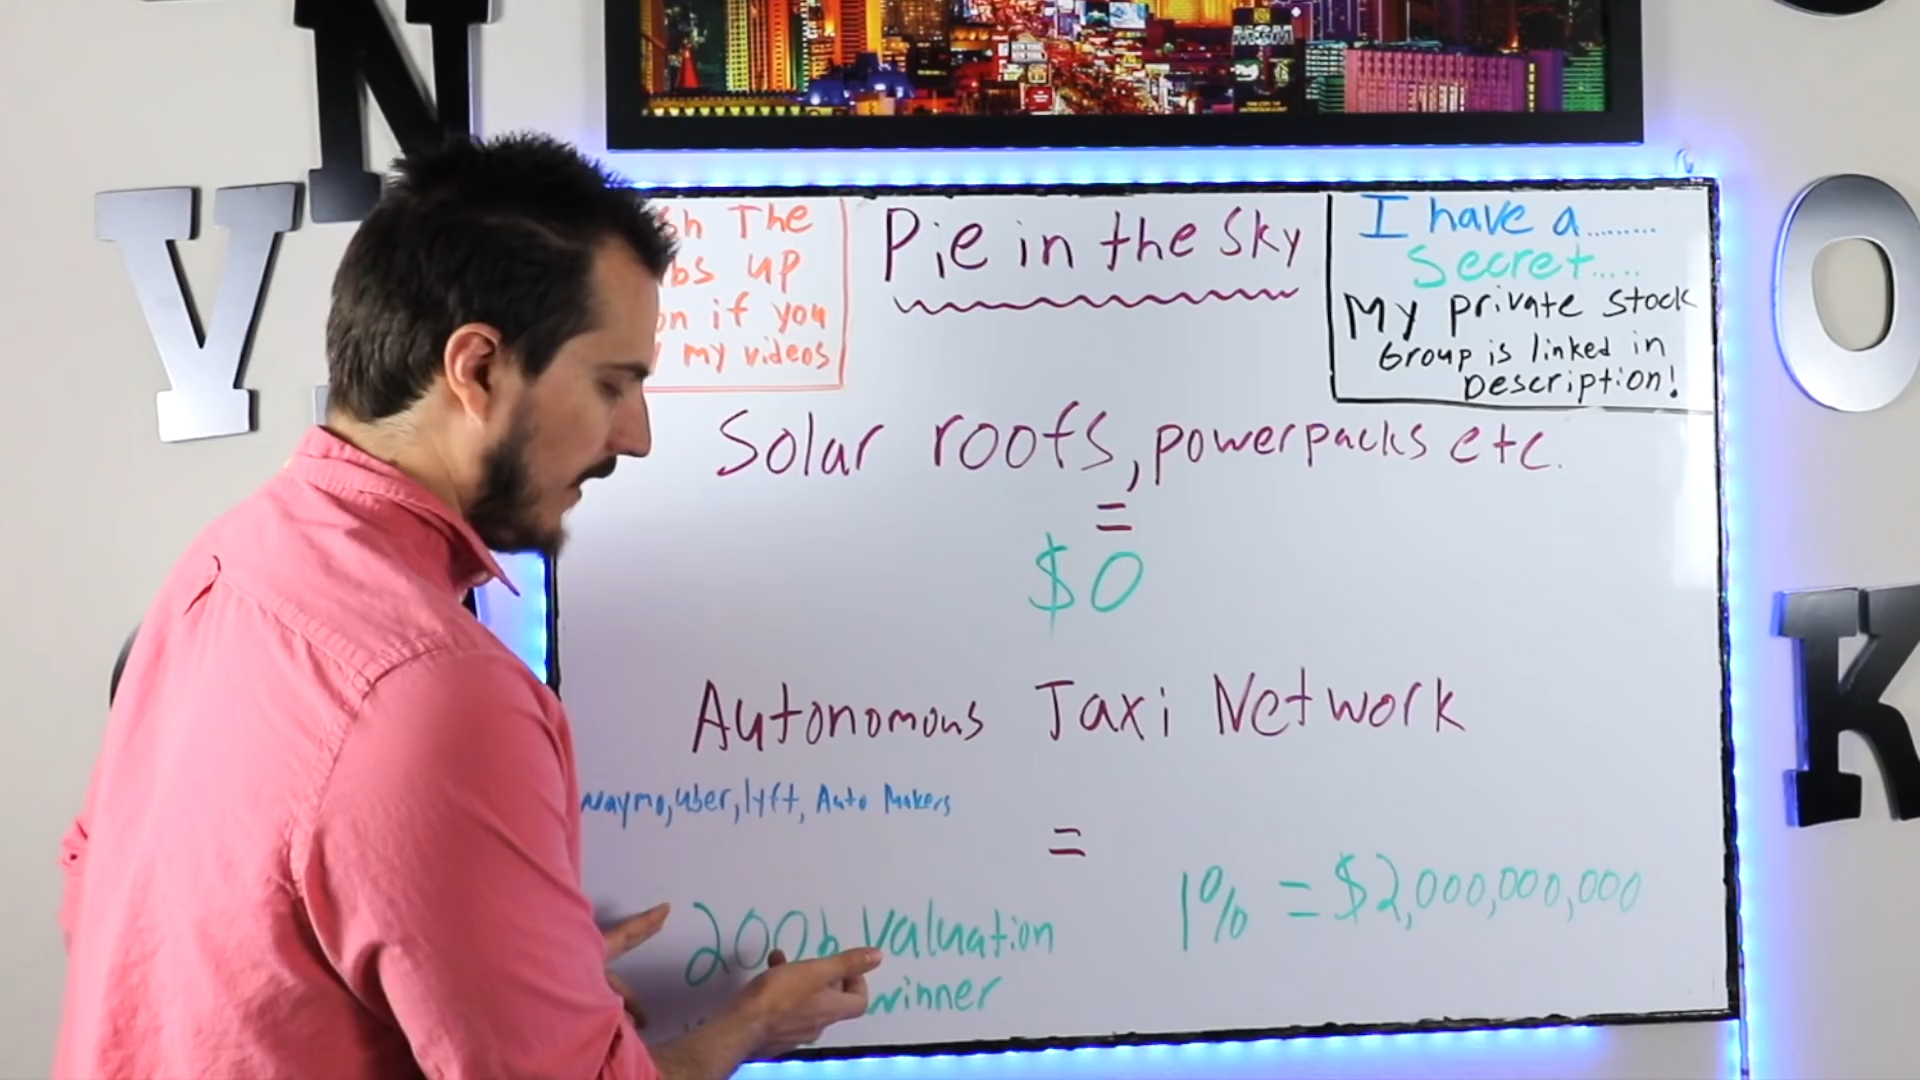 N
V
O
K
The
up
if you
my videos
Pie in the Sky
I have a.........
Secret.....
My private stock
Group is linked in
Description!
Solar roofs, powerpacks etc.
=
$0
Autonomous Taxi Network
waymo, uber, lyft, Auto Makers
=
200b Valuation
winner
1% = $2,000,000,000